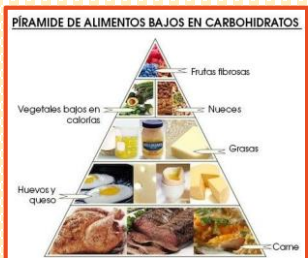 PÍRAMIDE DE ALIMENTOS BAJOS EN CARBOHIDRATOS
Frutas fibrosas
Vegetales bajos en
calorías
Nueces
Grasas
Huevos y
queso
Carne